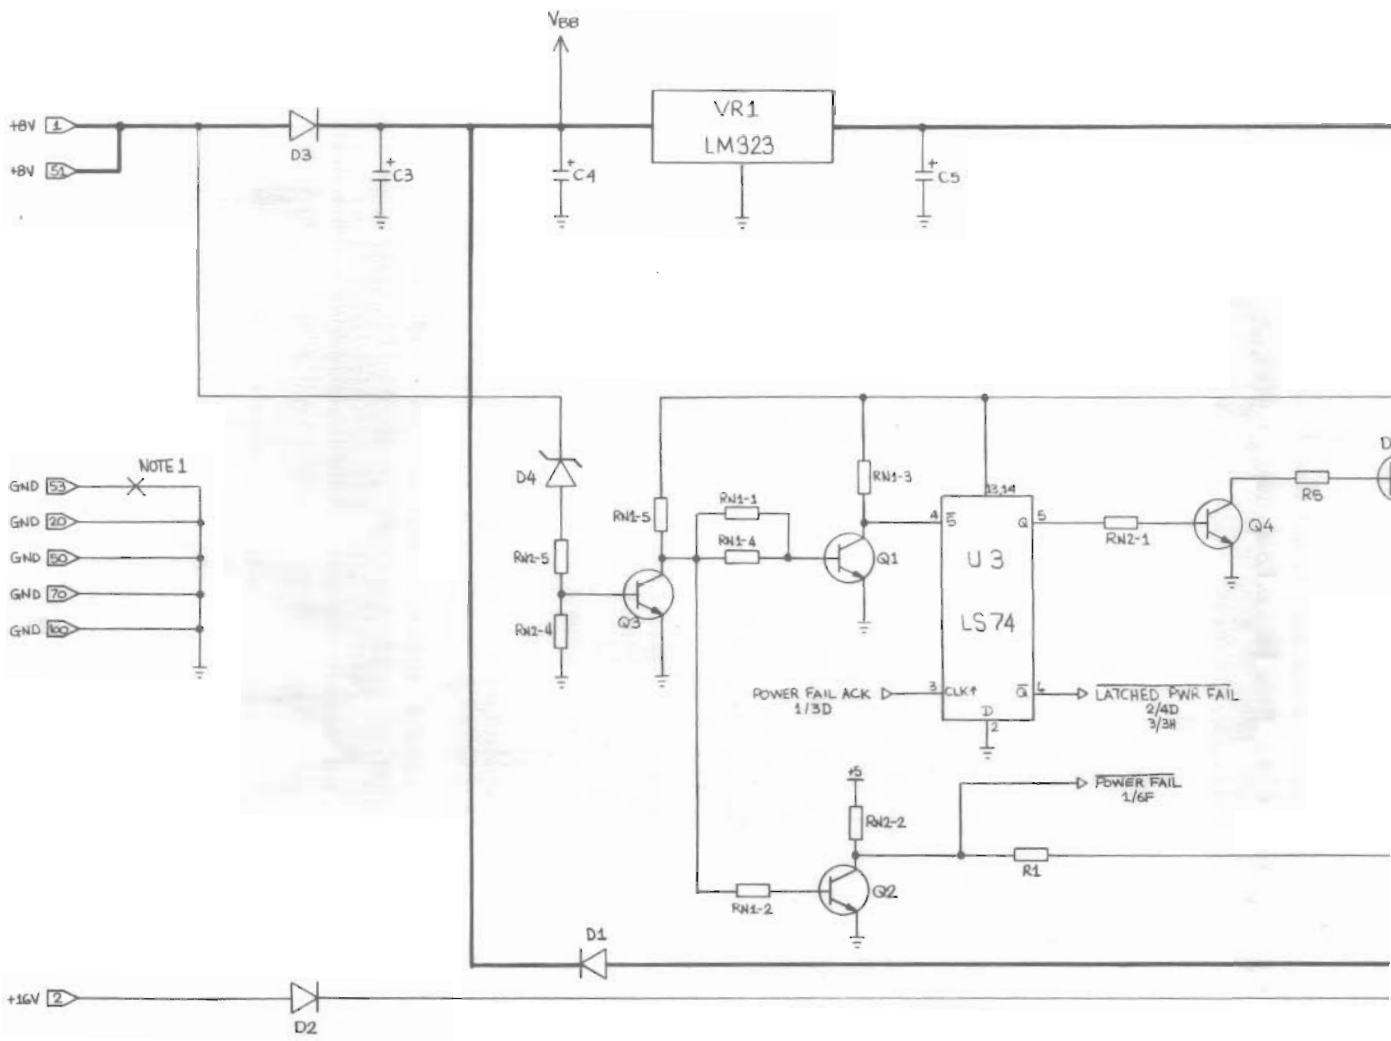 VBB
+8V 1
D3
+
C3
+
C4
VR1
LM323
+
C5
+8V 51
NOTE 1
GND 53
GND 20
GND 50
GND 70
GND 100
D4
RN2-5
RN2-4
RN1-5
Q3
RN1-1
RN1-4
RN1-3
Q1
13,14
4 S̅ Q 5
U3
LS74
3 CLK↑ Q̅ 6
D
2
RN2-1
Q4
R5
D
POWER FAIL ACK
1/3D
LATCHED PWR FAIL
2/4D
3/3H
+5
RN2-2
POWER FAIL
1/6F
R1
RN1-2
Q2
D1
+16V 2
D2